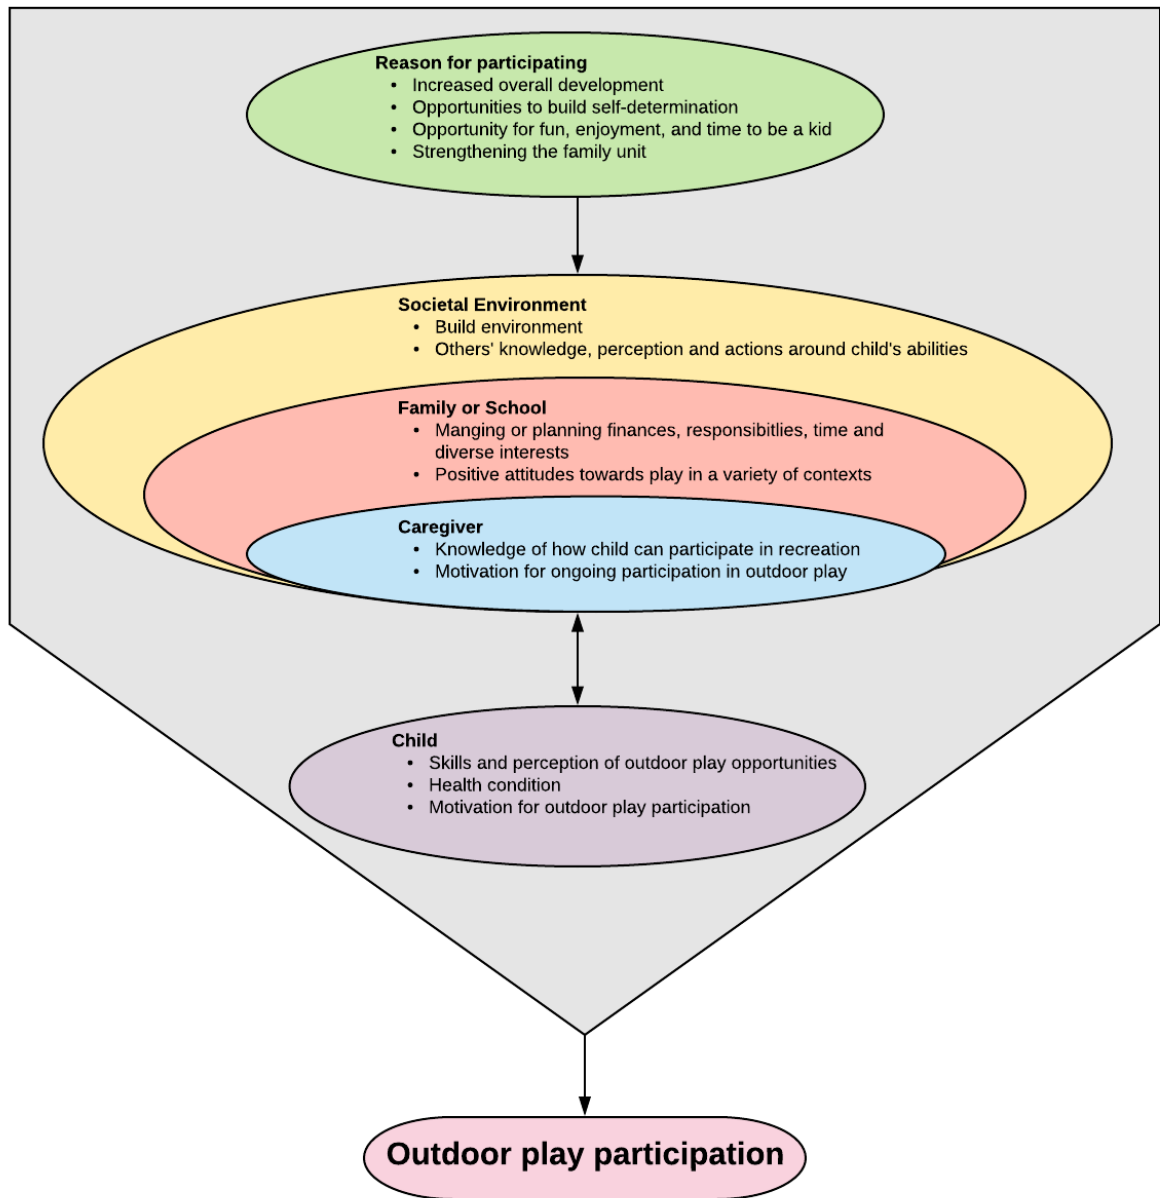 Reason for participating
• Increased overall development
• Opportunities to build self-determination
• Opportunity for fun, enjoyment, and time to be a kid
• Strengthening the family unit
Societal Environment
• Build environment
• Others' knowledge, perception and actions around child's abilities
Family or School
• Manging or planning finances, responsibitlies, time and
diverse interests
• Positive attitudes towards play in a variety of contexts
Caregiver
• Knowledge of how child can participate in recreation
• Motivation for ongoing participation in outdoor play
Child
• Skills and perception of outdoor play opportunities
• Health condition
• Motivation for outdoor play participation
Outdoor play participation